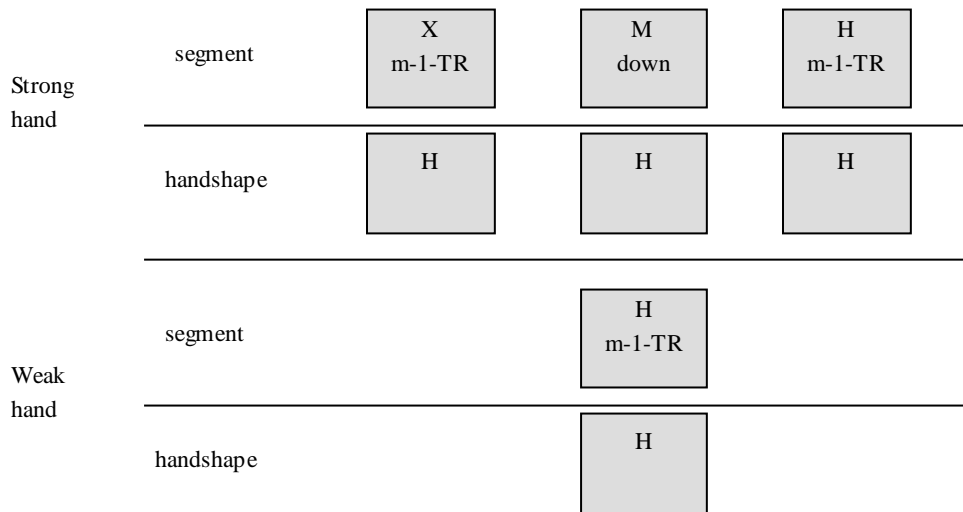 X M H
segment m-1-TR down m-1-TR
Strong
hand
H H H
handshape
H
segment m-1-TR
Weak
hand
H
handshape